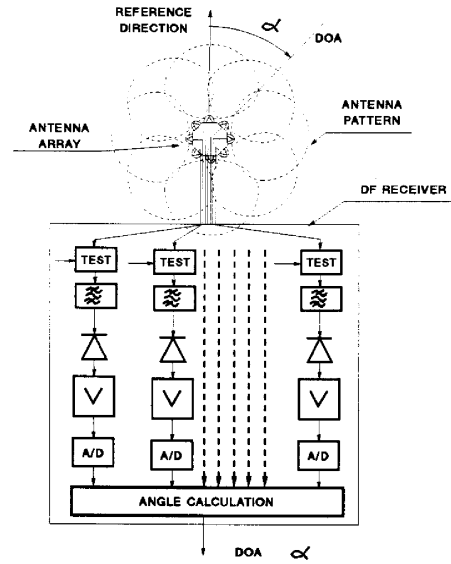 REFERENCE
DIRECTION
α
DOA
ANTENNA
ARRAY
ANTENNA
PATTERN
DF RECEIVER
TEST
TEST
TEST
V
V
V
A/D
A/D
A/D
ANGLE CALCULATION
DOA α